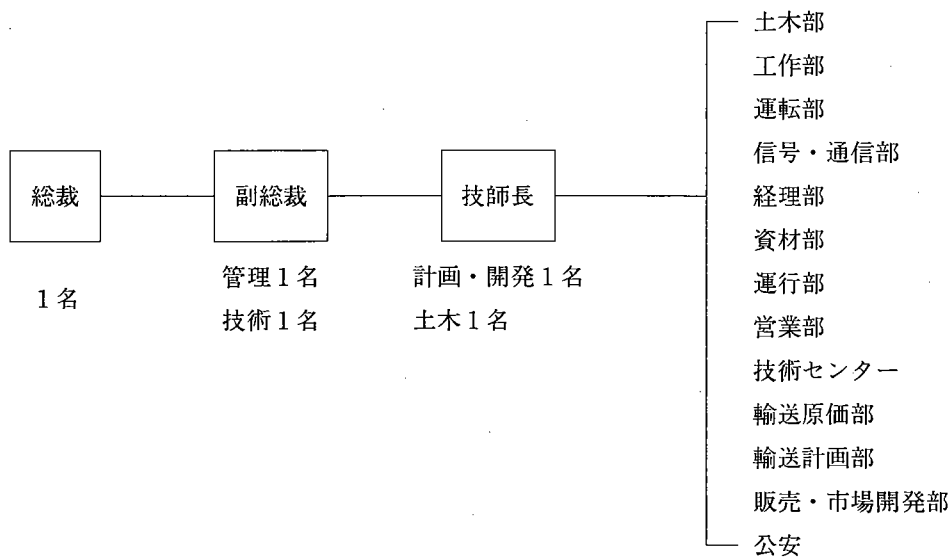 総裁
1名
副総裁
管理1名
技術1名
技師長
計画・開発1名
土木1名
土木部
工作部
運転部
信号・通信部
経理部
資材部
運行部
営業部
技術センター
輸送原価部
輸送計画部
販売・市場開発部
公安